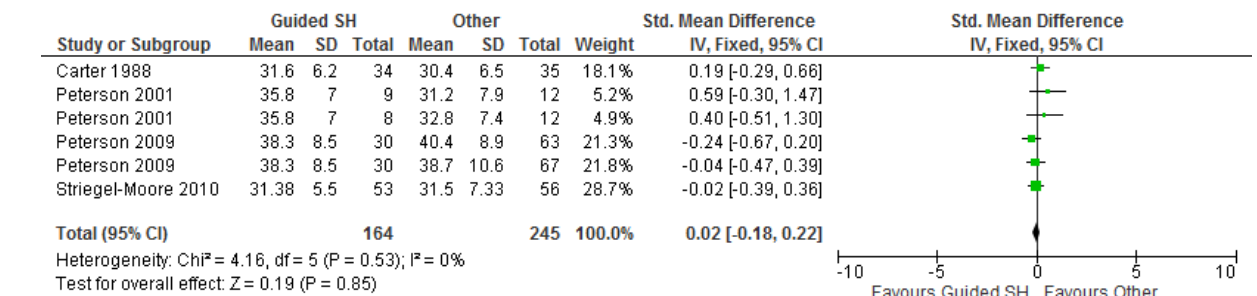 Guided SH Other Std. Mean Difference Std. Mean Difference
Study or Subgroup Mean SD Total Mean SD Total Weight IV, Fixed, 95% CI IV, Fixed, 95% CI
Carter 1988 31.6 6.2 34 30.4 6.5 35 18.1% 0.19 [-0.29, 0.66]
Peterson 2001 35.8 7 9 31.2 7.9 12 5.2% 0.59 [-0.30, 1.47]
Peterson 2001 35.8 7 8 32.8 7.4 12 4.9% 0.40 [-0.51, 1.30]
Peterson 2009 38.3 8.5 30 40.4 8.9 63 21.3% -0.24 [-0.67, 0.20]
Peterson 2009 38.3 8.5 30 38.7 10.6 67 21.8% -0.04 [-0.47, 0.39]
Striegel-Moore 2010 31.38 5.5 53 31.5 7.33 56 28.7% -0.02 [-0.39, 0.36]
Total (95% CI) 164 245 100.0% 0.02 [-0.18, 0.22]
Heterogeneity: Chi² = 4.16, df = 5 (P = 0.53); I² = 0%
Test for overall effect: Z = 0.19 (P = 0.85)
-10 -5 0 5 10
Favours Guided SH Favours Other